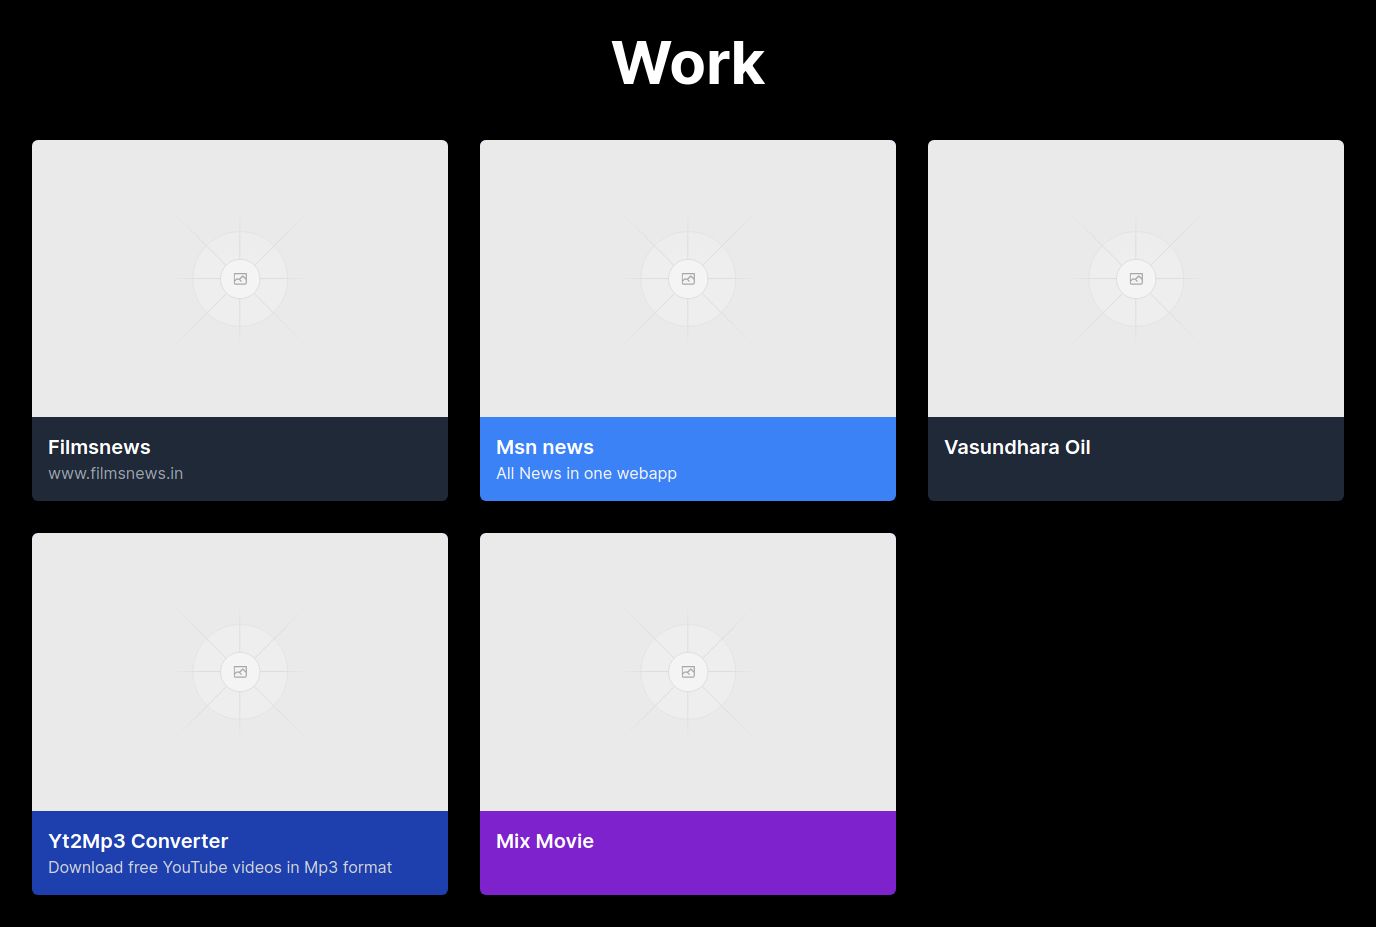 Work
Filmsnews
www.filmsnews.in
Msn news
All News in one webapp
Vasundhara Oil
Yt2Mp3 Converter
Download free YouTube videos in Mp3 format
Mix Movie